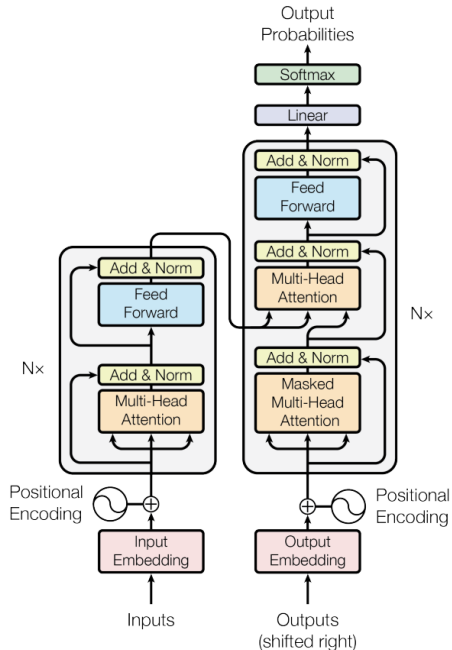 Output
Probabilities
Softmax
Linear
Add & Norm
Feed
Forward
Add & Norm
Multi-Head
Attention
Add & Norm
Masked
Multi-Head
Attention
Nx
Positional
Encoding
Output
Embedding
Outputs
(shifted right)
Add & Norm
Feed
Forward
Add & Norm
Multi-Head
Attention
Nx
Positional
Encoding
Input
Embedding
Inputs